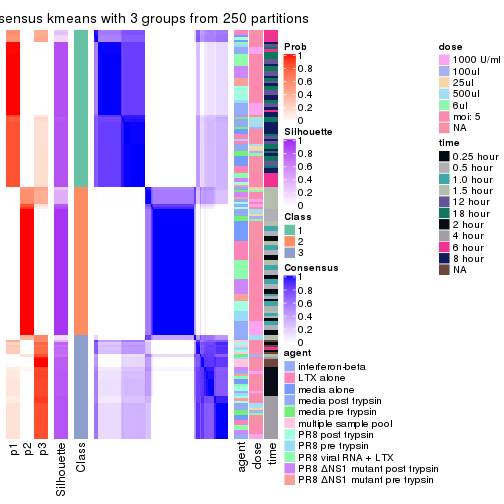 sensus kmeans with 3 groups from 250 partitions
Prob
1
0.8
0.6
0.4
0.2
0
Silhouette
1
0.8
0.6
0.4
0.2
0
Class
1
2
3
Consensus
1
0.8
0.6
0.4
0.2
0
agent
interferon-beta
LTX alone
media alone
media post trypsin
media pre trypsin
multiple sample pool
PR8 post trypsin
PR8 pre trypsin
PR8 viral RNA + LTX
PR8 ΔNS1 mutant post trypsin
PR8 ΔNS1 mutant pre trypsin
dose
1000 U/ml
100ul
25ul
500ul
6ul
moi: 5
NA
time
0.25 hour
0.5 hour
1.0 hour
1.5 hour
12 hour
18 hour
2 hour
4 hour
6 hour
8 hour
NA
p1
p2
p3
Silhouette
Class
agent
dose
time